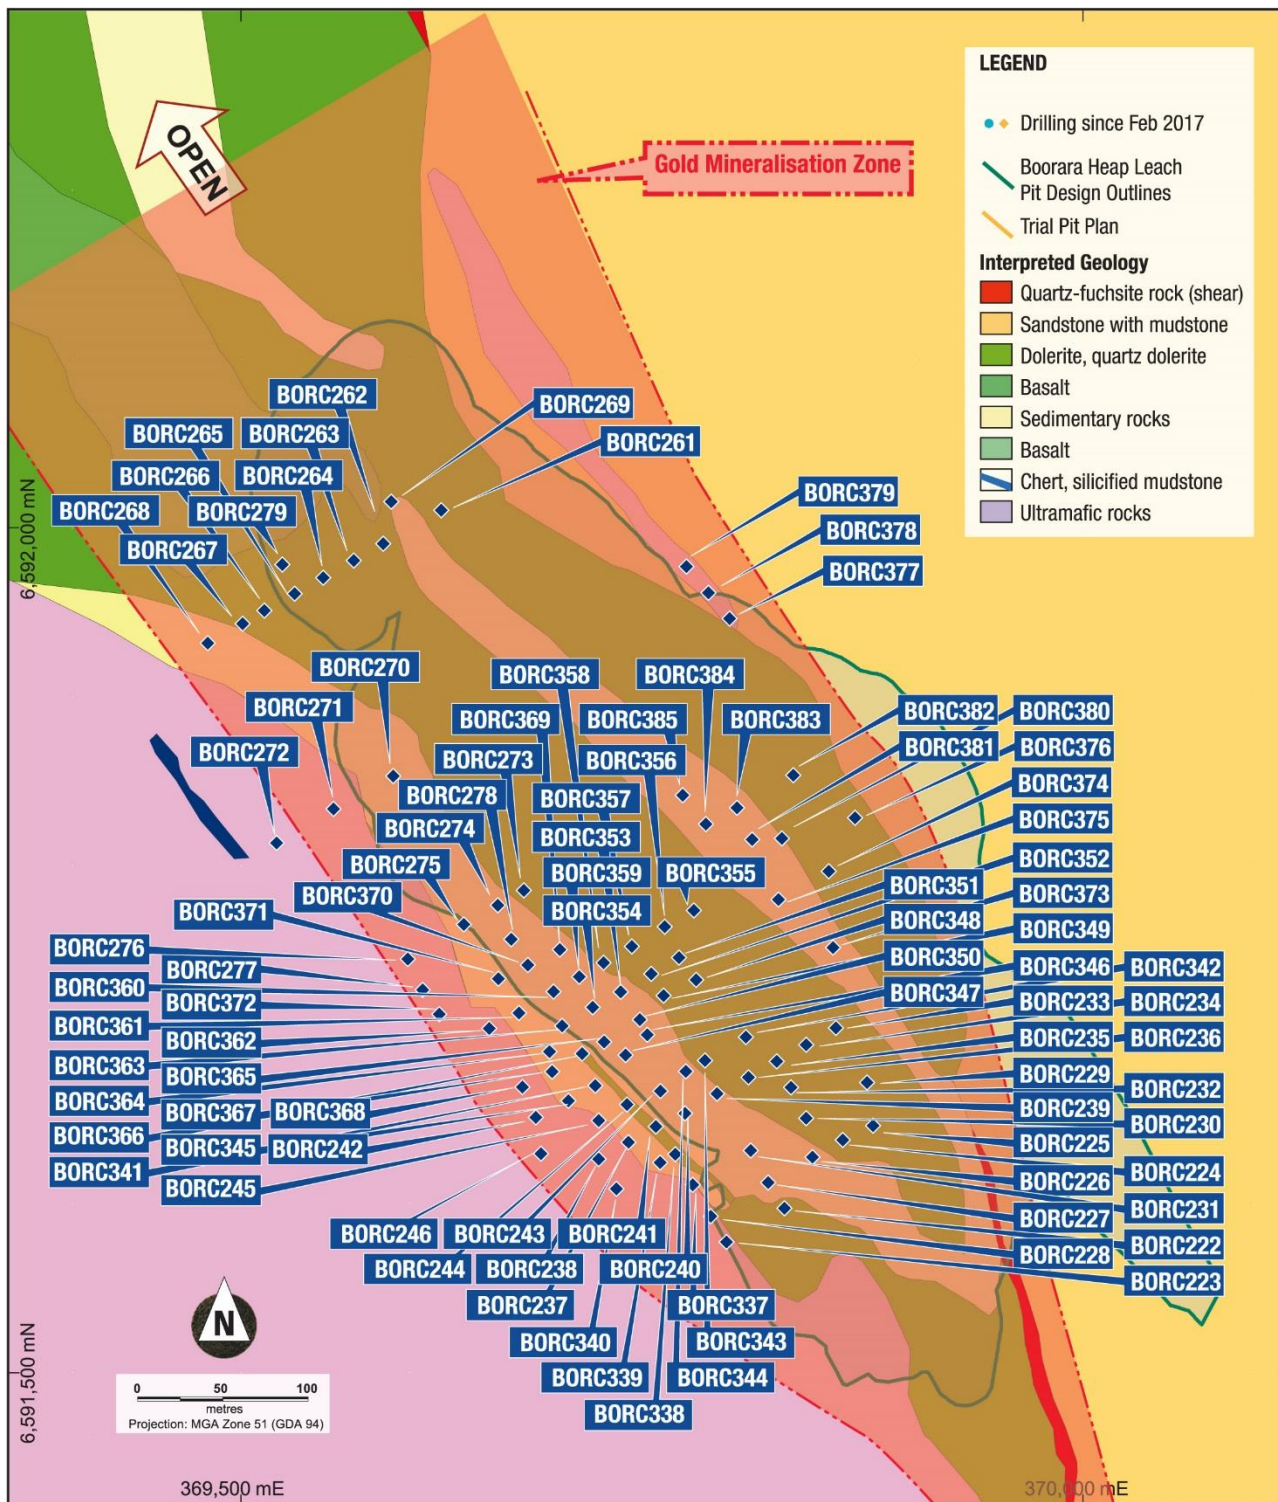 LEGEND
Drilling since Feb 2017
Boorara Heap Leach
Pit Design Outlines
Trial Pit Plan
Interpreted Geology
Quartz-fuchsite rock (shear)
Sandstone with mudstone
Dolerite, quartz dolerite
Basalt
Sedimentary rocks
Basalt
Chert, silicified mudstone
Ultramafic rocks
OPEN
Gold Mineralisation Zone
BORC262
BORC269
BORC265
BORC263
BORC261
BORC266
BORC264
BORC379
BORC268
BORC279
BORC378
BORC267
BORC377
6,592,000 mN
BORC270
BORC358
BORC384
BORC271
BORC369
BORC385
BORC383
BORC382
BORC380
BORC272
BORC273
BORC356
BORC381
BORC376
BORC278
BORC357
BORC374
BORC274
BORC353
BORC375
BORC275
BORC359
BORC355
BORC352
BORC370
BORC354
BORC351
BORC373
BORC371
BORC348
BORC349
BORC276
BORC350
BORC277
BORC346
BORC342
BORC360
BORC347
BORC372
BORC233
BORC234
BORC361
BORC362
BORC235
BORC236
BORC363
BORC365
BORC229
BORC364
BORC232
BORC367
BORC368
BORC239
BORC366
BORC230
BORC345
BORC242
BORC225
BORC341
BORC224
BORC245
BORC226
BORC231
BORC246
BORC243
BORC241
BORC227
BORC222
BORC244
BORC238
BORC240
BORC228
BORC223
BORC237
BORC337
BORC340
BORC343
BORC339
BORC344
BORC338
N
0 50 100
metres
Projection: MGA Zone 51 (GDA 94)
6,591,500 mN
369,500 mE
370,000 mE